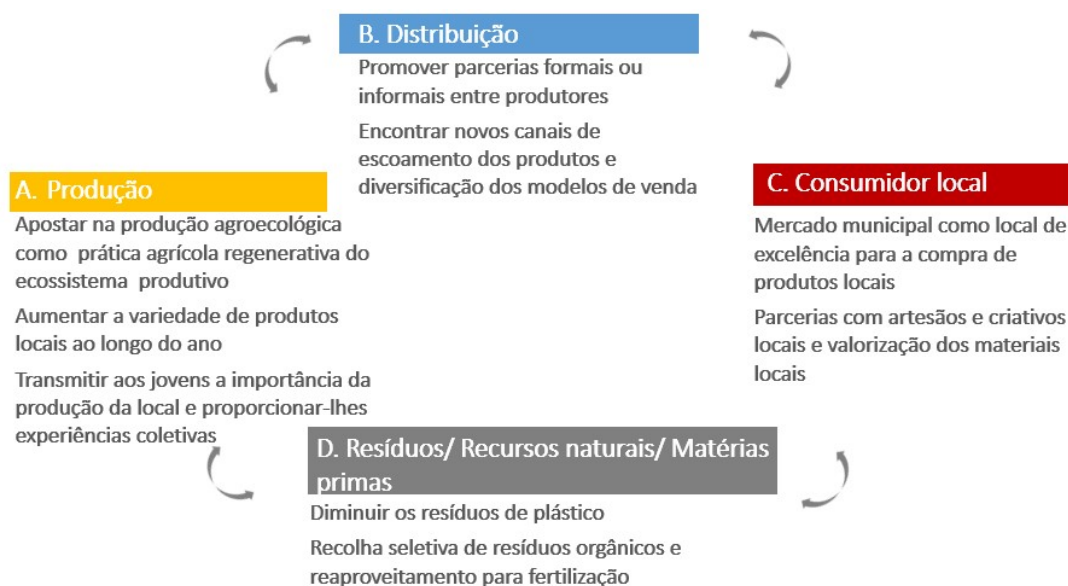 B. Distribuição
Promover parcerias formais ou
informais entre produtores
Encontrar novos canais de
escoamento dos produtos e
diversificação dos modelos de venda
A. Produção
Apostar na produção agroecológica
como prática agrícola regenerativa do
ecossistema produtivo
Aumentar a variedade de produtos
locais ao longo do ano
Transmitir aos jovens a importância da
produção da local e proporcionar-lhes
experiências coletivas
C. Consumidor local
Mercado municipal como local de
excelência para a compra de
produtos locais
Parcerias com artesãos e criativos
locais e valorização dos materiais
locais
D. Resíduos/ Recursos naturais/ Matérias
primas
Diminuir os resíduos de plástico
Recolha seletiva de resíduos orgânicos e
reaproveitamento para fertilização